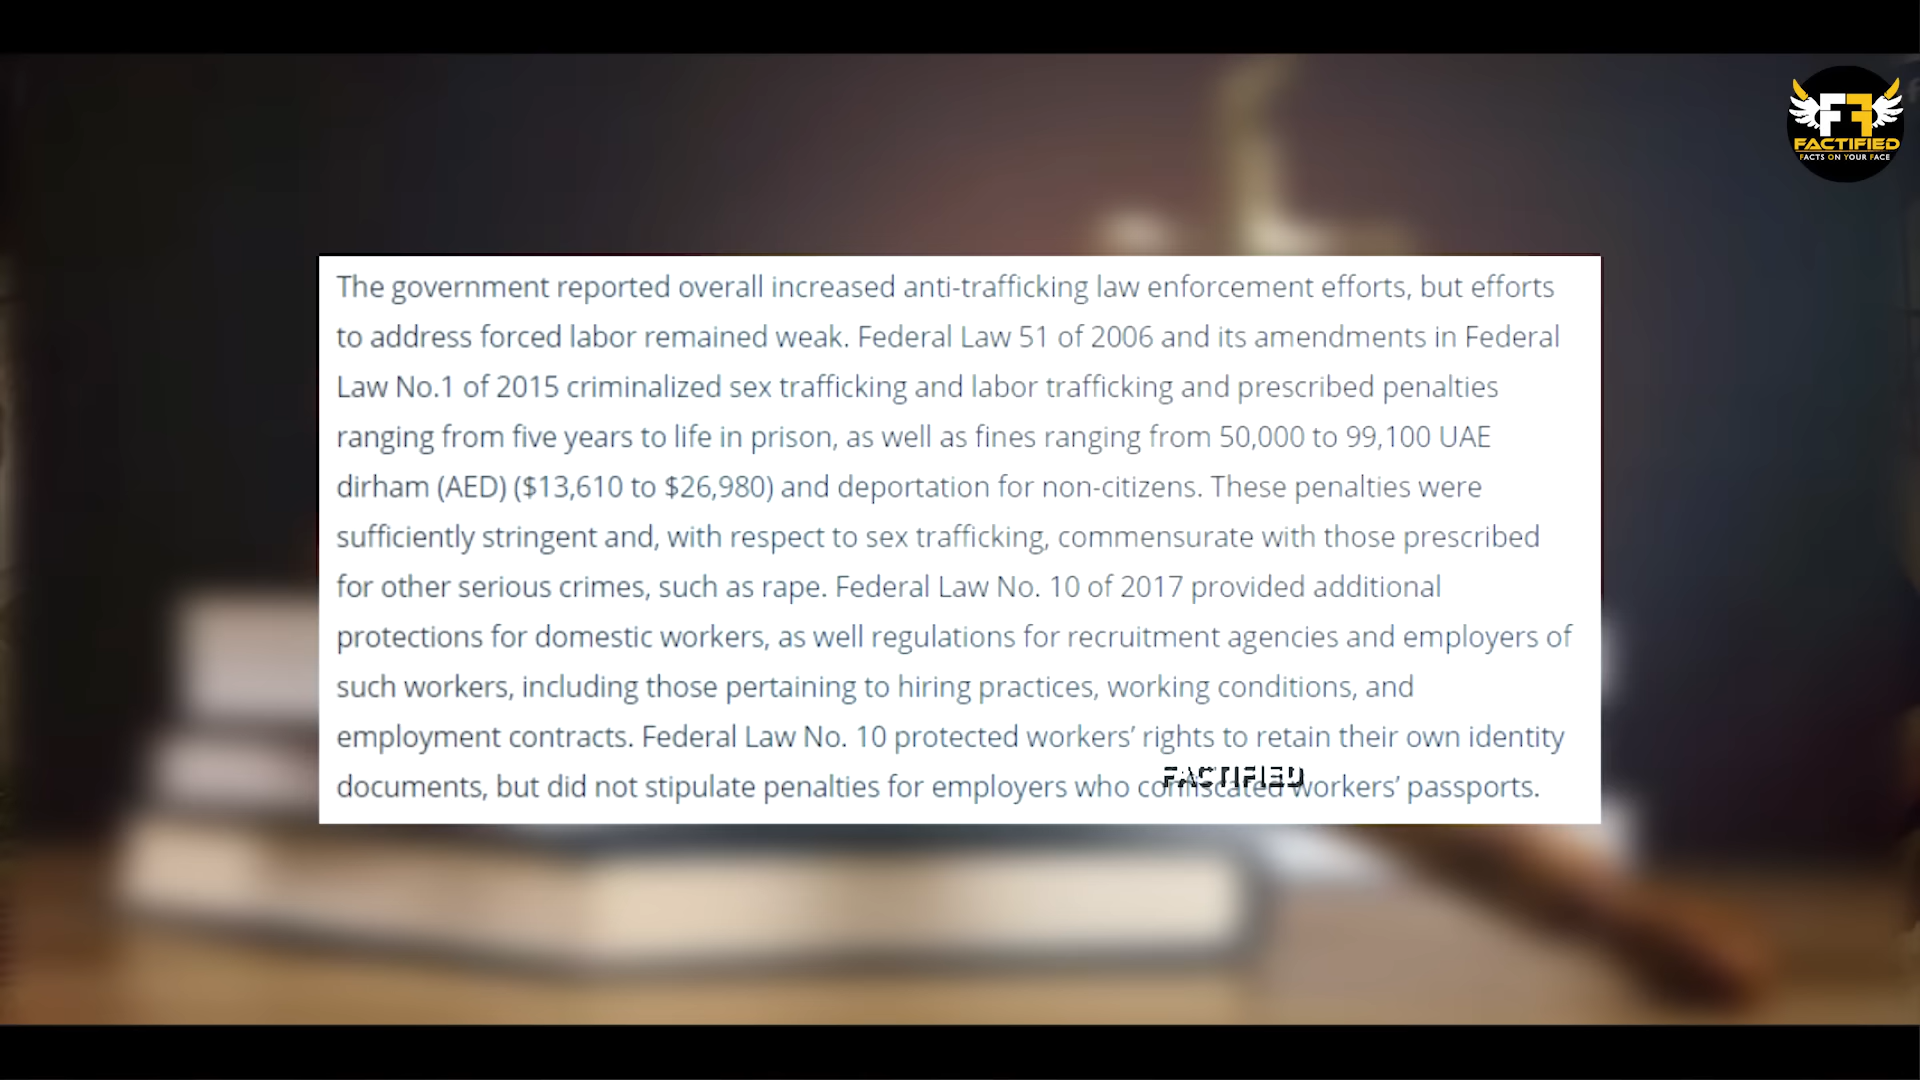 FF
FACTIFIED
FACTS ON YOUR FACE
The government reported overall increased anti-trafficking law enforcement efforts, but efforts
to address forced labor remained weak. Federal Law 51 of 2006 and its amendments in Federal
Law No.1 of 2015 criminalized sex trafficking and labor trafficking and prescribed penalties
ranging from five years to life in prison, as well as fines ranging from 50,000 to 99,100 UAE
dirham (AED) ($13,610 to $26,980) and deportation for non-citizens. These penalties were
sufficiently stringent and, with respect to sex trafficking, commensurate with those prescribed
for other serious crimes, such as rape. Federal Law No. 10 of 2017 provided additional
protections for domestic workers, as well regulations for recruitment agencies and employers of
such workers, including those pertaining to hiring practices, working conditions, and
employment contracts. Federal Law No. 10 protected workers’ rights to retain their own identity
documents, but did not stipulate penalties for employers who confiscated workers’ passports.
FACTIFIED